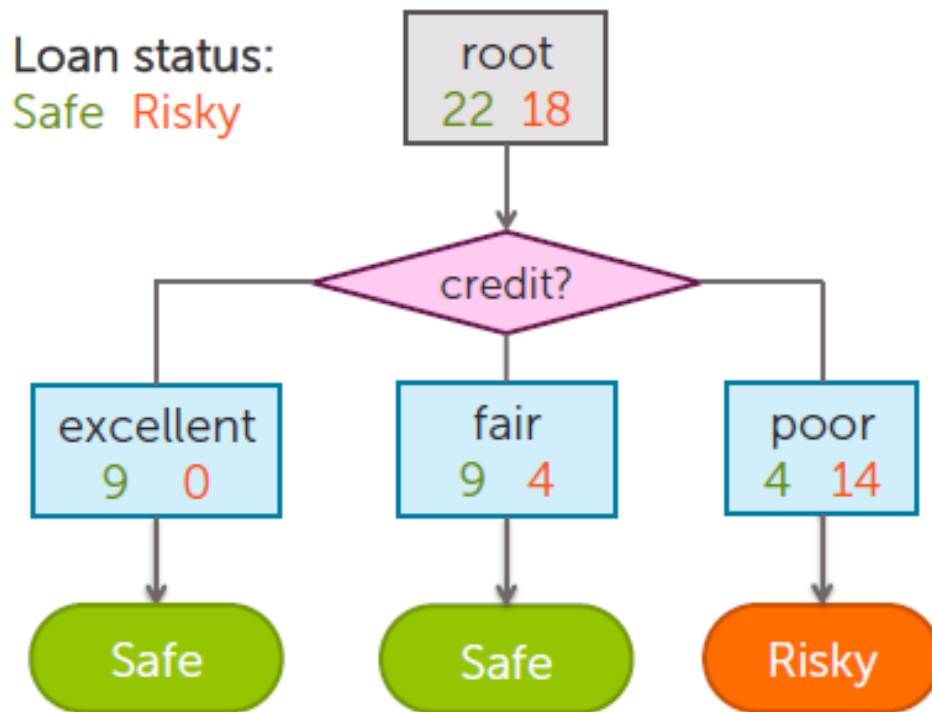 Loan status:
Safe Risky
root
22 18
credit?
excellent
9 0
fair
9 4
poor
4 14
Safe
Safe
Risky